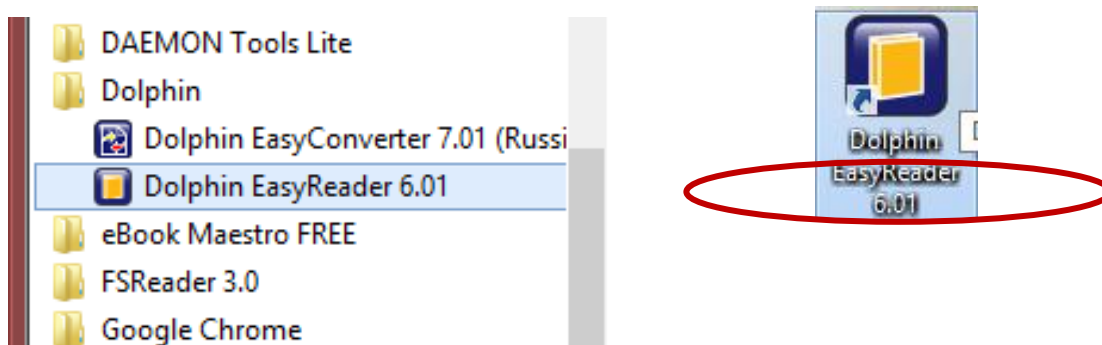 DAEMON Tools Lite
Dolphin
Dolphin EasyConverter 7.01 (Russi
Dolphin EasyReader 6.01
eBook Maestro FREE
FSReader 3.0
Google Chrome
Dolphin
EasyReader
6.01